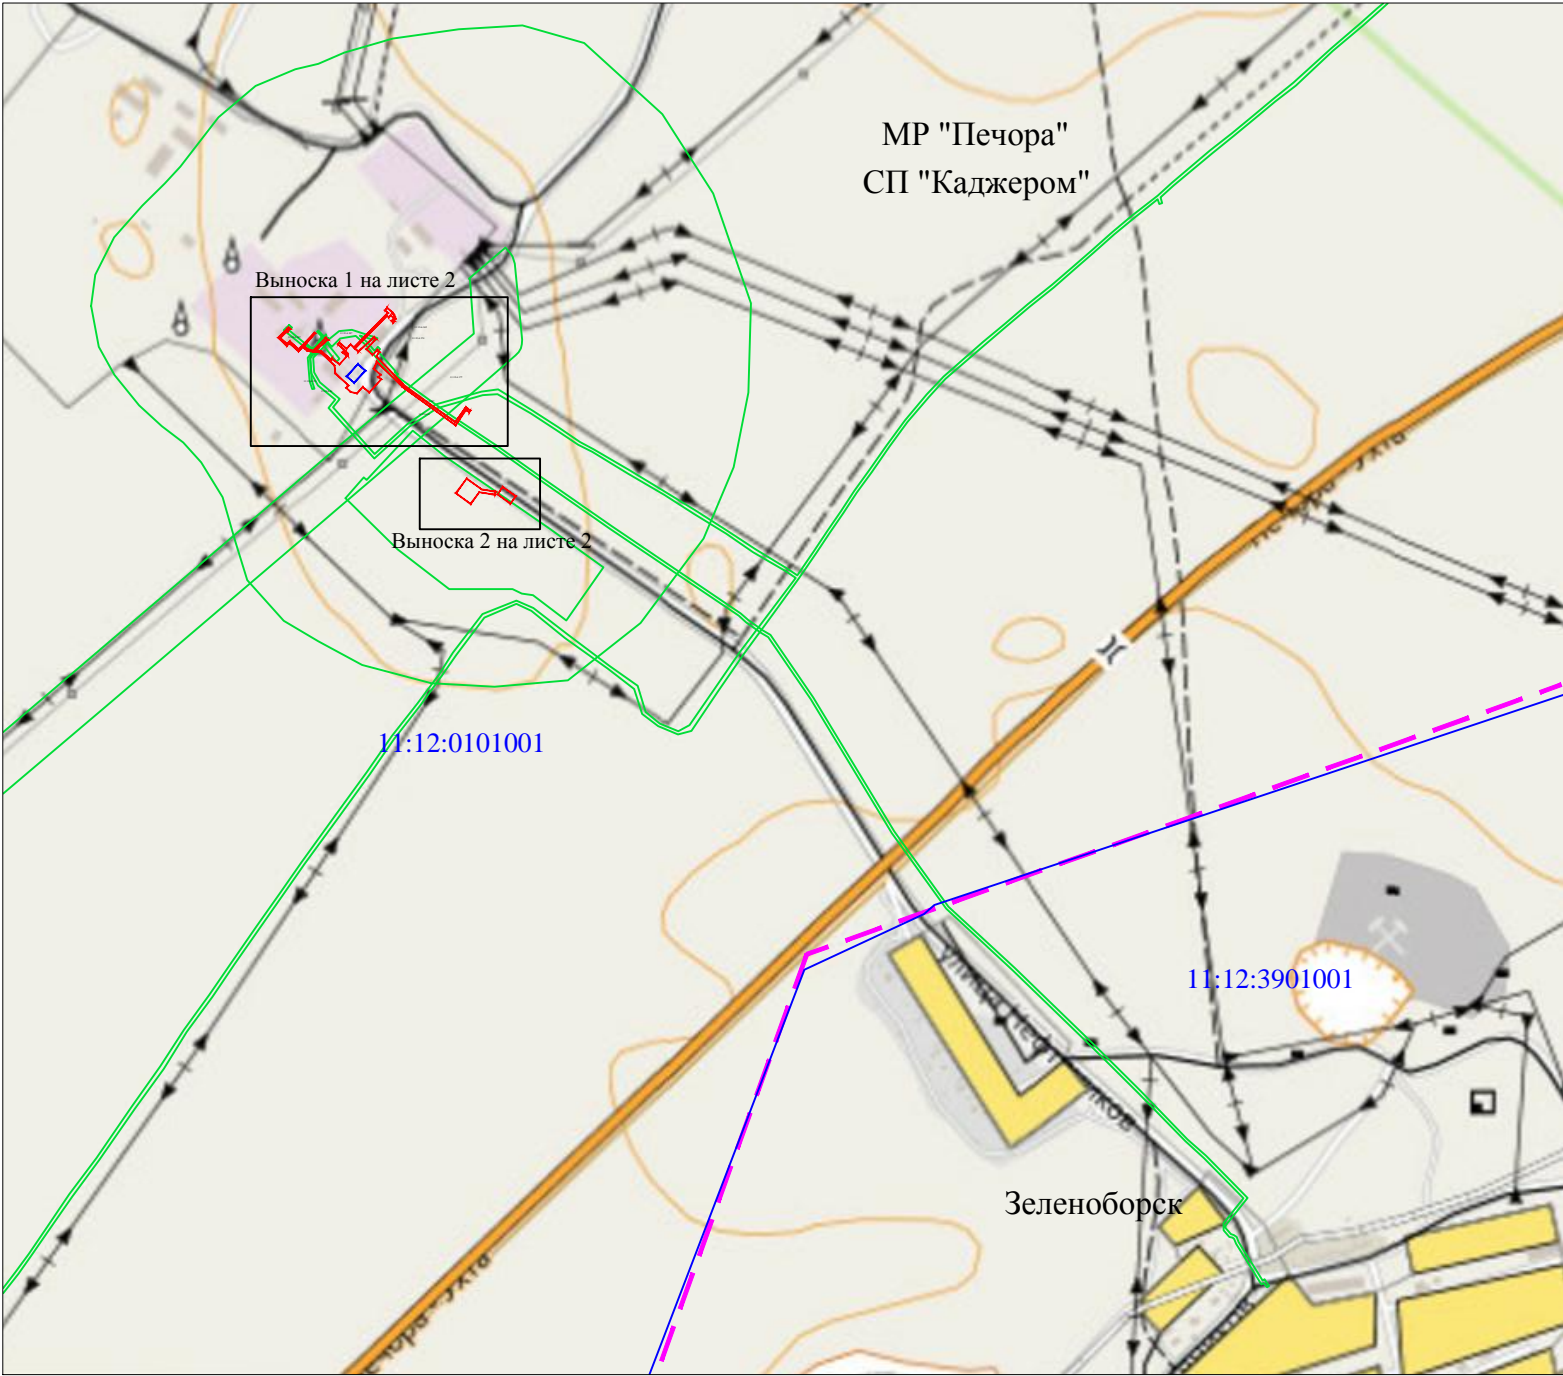 МР "Печора"
СП "Каджером"
Выноска 1 на листе 2
Выноска 2 на листе 2
11:12:0101001
11:12:3901001
Зеленоборск